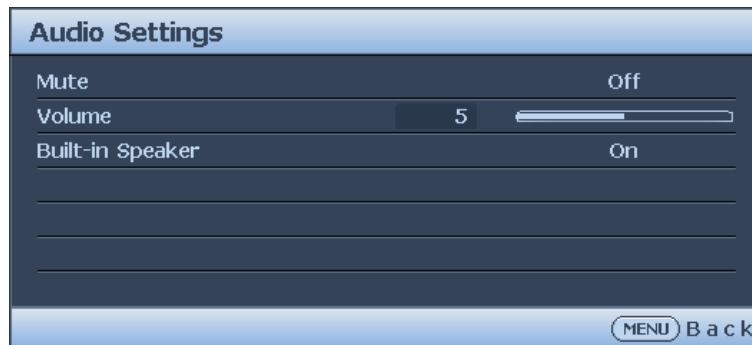 Audio Settings
Mute Off
Volume 5
Built-in Speaker On
MENU Back